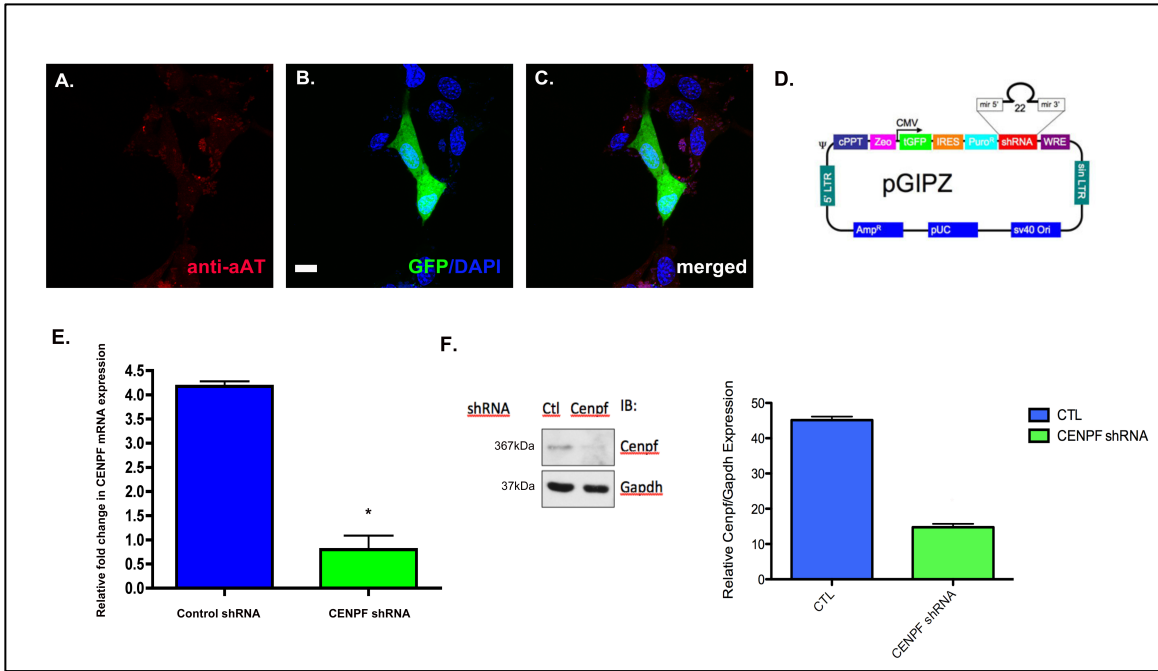 A.
anti-aAT
B.
GFP/DAPI
C.
merged
D.
mir 5'
22
mir 3'
CMV
Ψ
cPPT
Zeo
tGFP
IRES
Puroᴿ
shRNA
WRE
5' LTR
pGIPZ
sin LTR
Ampᴿ
pUC
sv40 Ori
E.
Relative fold change in CENPF mRNA expression
4.5
4.0
3.5
3.0
2.5
2.0
1.5
1.0
0.5
0.0
*
Control shRNA
CENPF shRNA
F.
shRNA Ctl Cenpf IB:
367kDa Cenpf
37kDa Gapdh
Relative Cenpf/Gapdh Expression
50
40
30
20
10
0
CTL
CENPF shRNA
CTL
CENPF shRNA